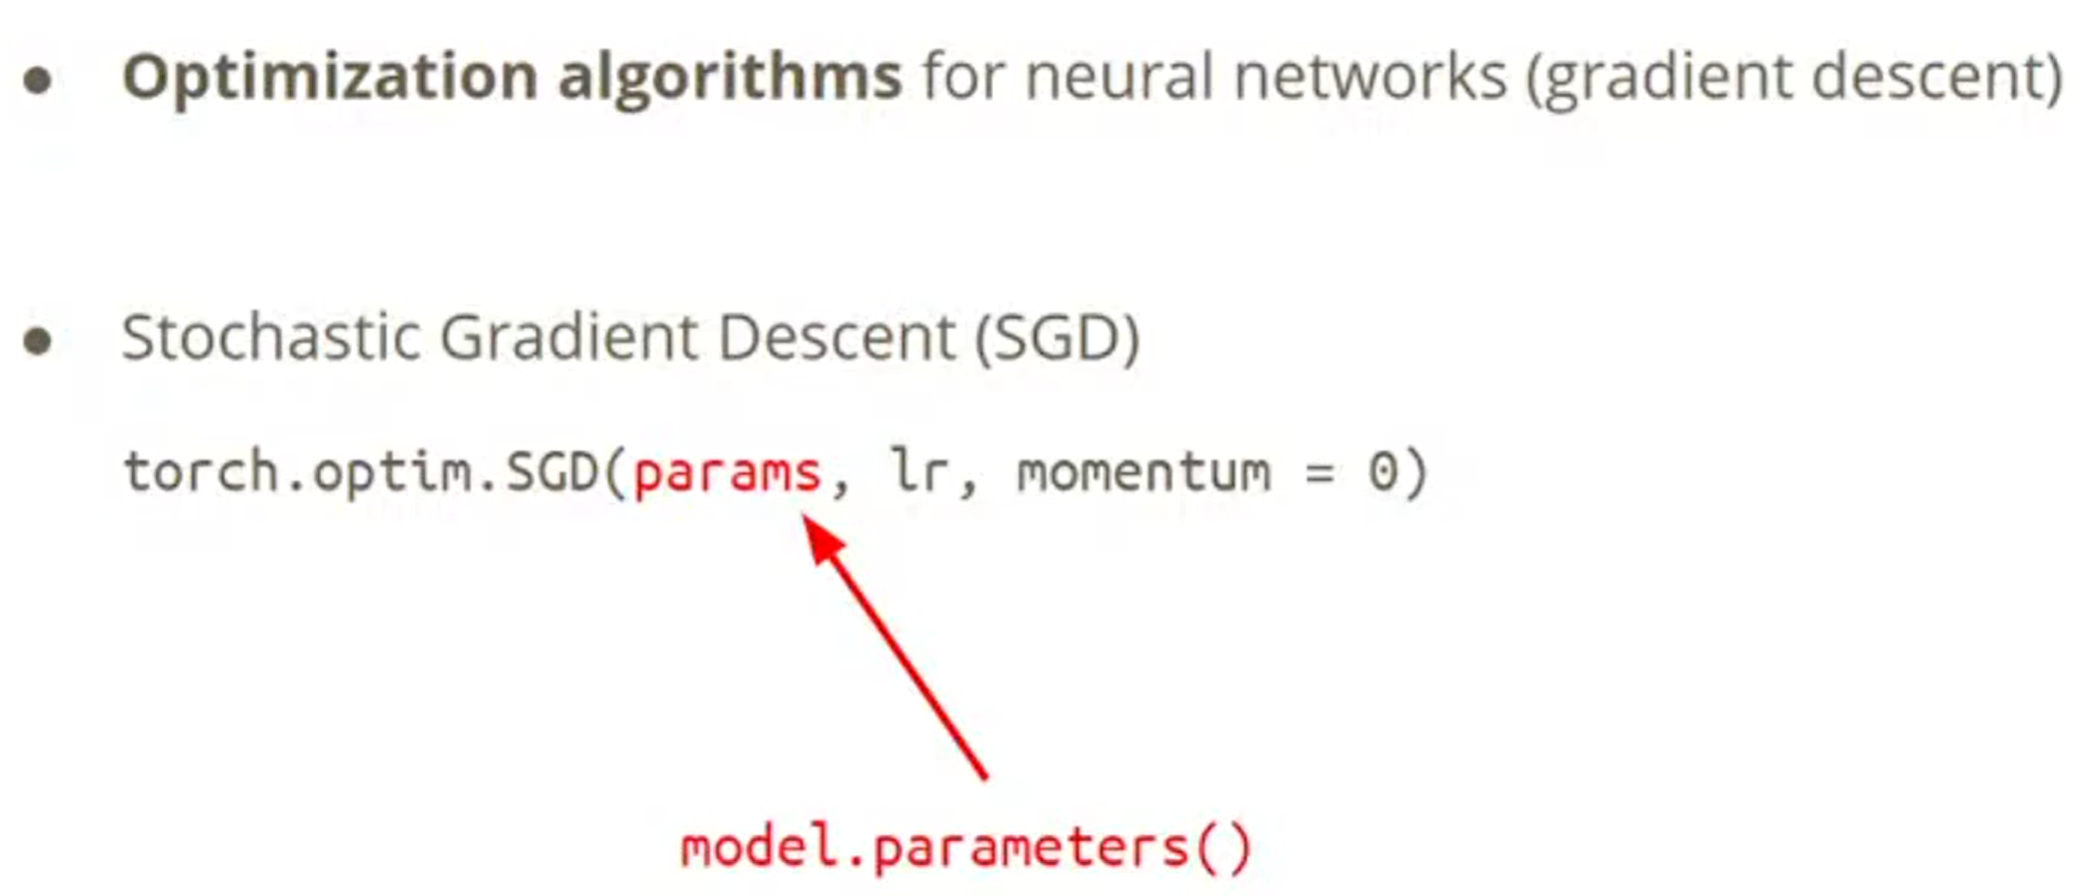 • Optimization algorithms for neural networks (gradient descent)
• Stochastic Gradient Descent (SGD)
torch.optim.SGD(params, lr, momentum = 0)
model.parameters()